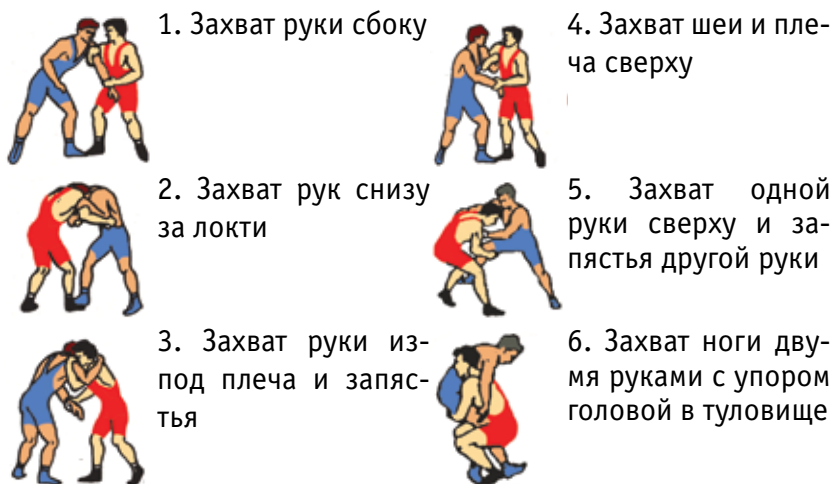 1. Захват руки сбоку
2. Захват рук снизу
за локти
3. Захват руки из-
под плеча и запяс-
тья
4. Захват шеи и пле-
ча сверху
5. Захват одной
руки сверху и за-
пястья другой руки
6. Захват ноги дву-
мя руками с упором
головой в туловище